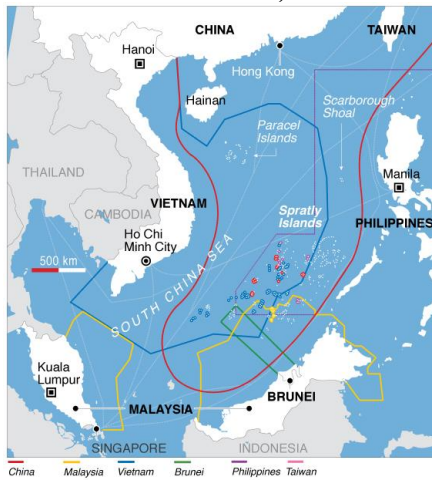 CHINA
TAIWAN
Hanoi
Hong Kong
Hainan
Scarborough
Shoal
Paracel
Islands
THAILAND
VIETNAM
Manila
CAMBODIA
Spratly
Islands
PHILIPPINES
Ho Chi
Minh City
500 km
SOUTH CHINA SEA
Kuala
Lumpur
BRUNEI
MALAYSIA
SINGAPORE
INDONESIA
China Malaysia Vietnam Brunei Philippines Taiwan